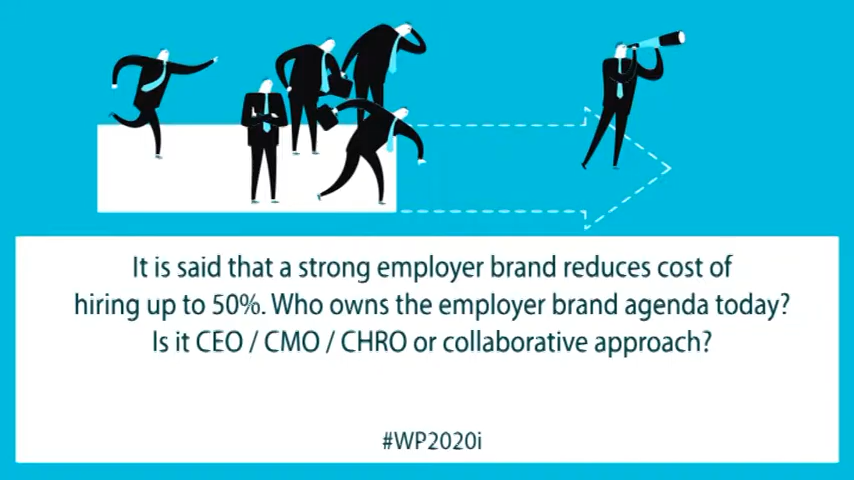 It is said that a strong employer brand reduces cost of
hiring up to 50%. Who owns the employer brand agenda today?
Is it CEO / CMO / CHRO or collaborative approach?
#WP2020i